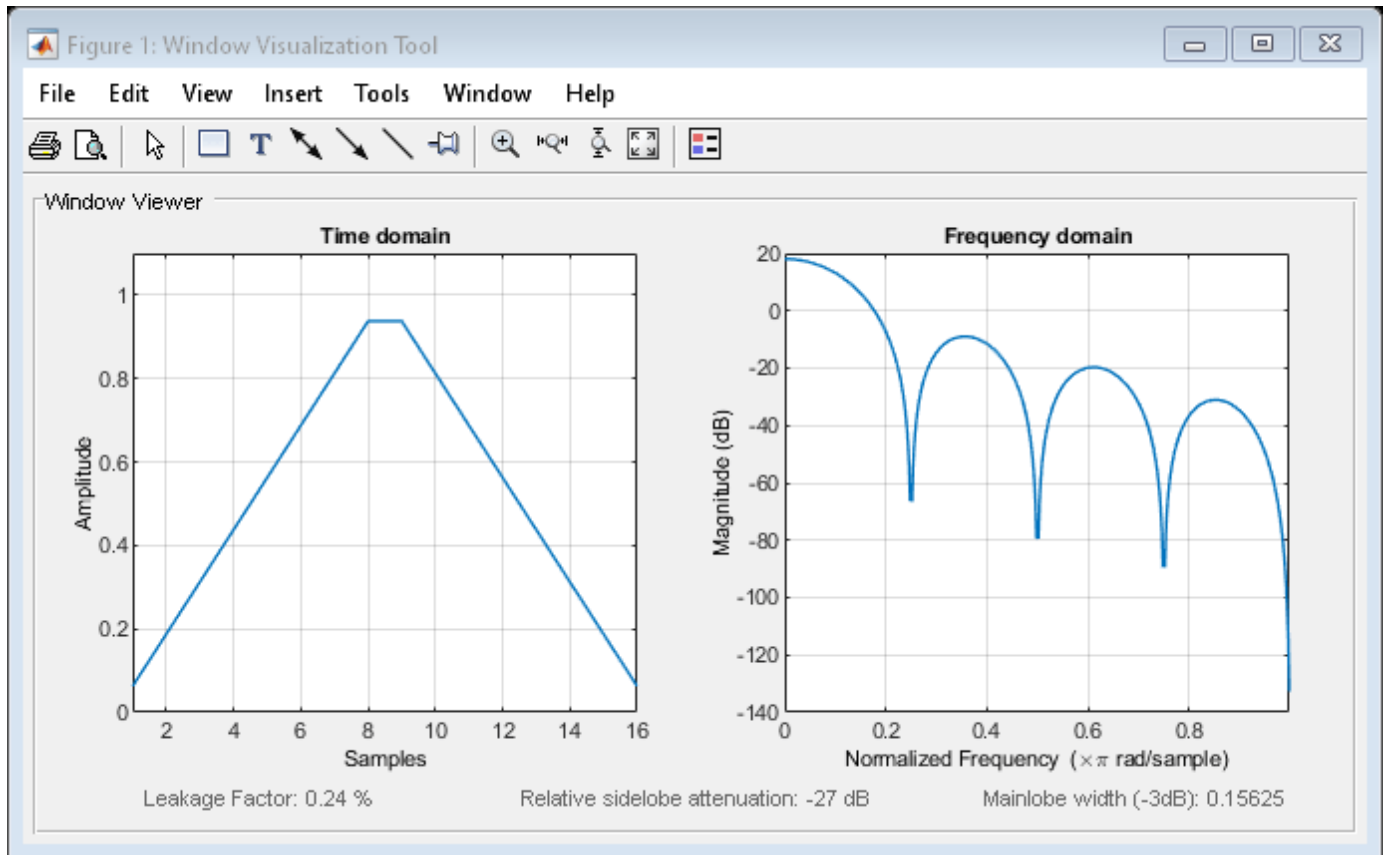 Figure 1: Window Visualization Tool
File Edit View Insert Tools Window Help
T
Window Viewer
Time domain
1
0.8
0.6
0.4
0.2
0
Amplitude
2 4 6 8 10 12 14 16
Samples
Frequency domain
20
0
-20
-40
-60
-80
-100
-120
-140
Magnitude (dB)
0 0.2 0.4 0.6 0.8
Normalized Frequency (×π rad/sample)
Leakage Factor: 0.24 % Relative sidelobe attenuation: -27 dB Mainlobe width (-3dB): 0.15625